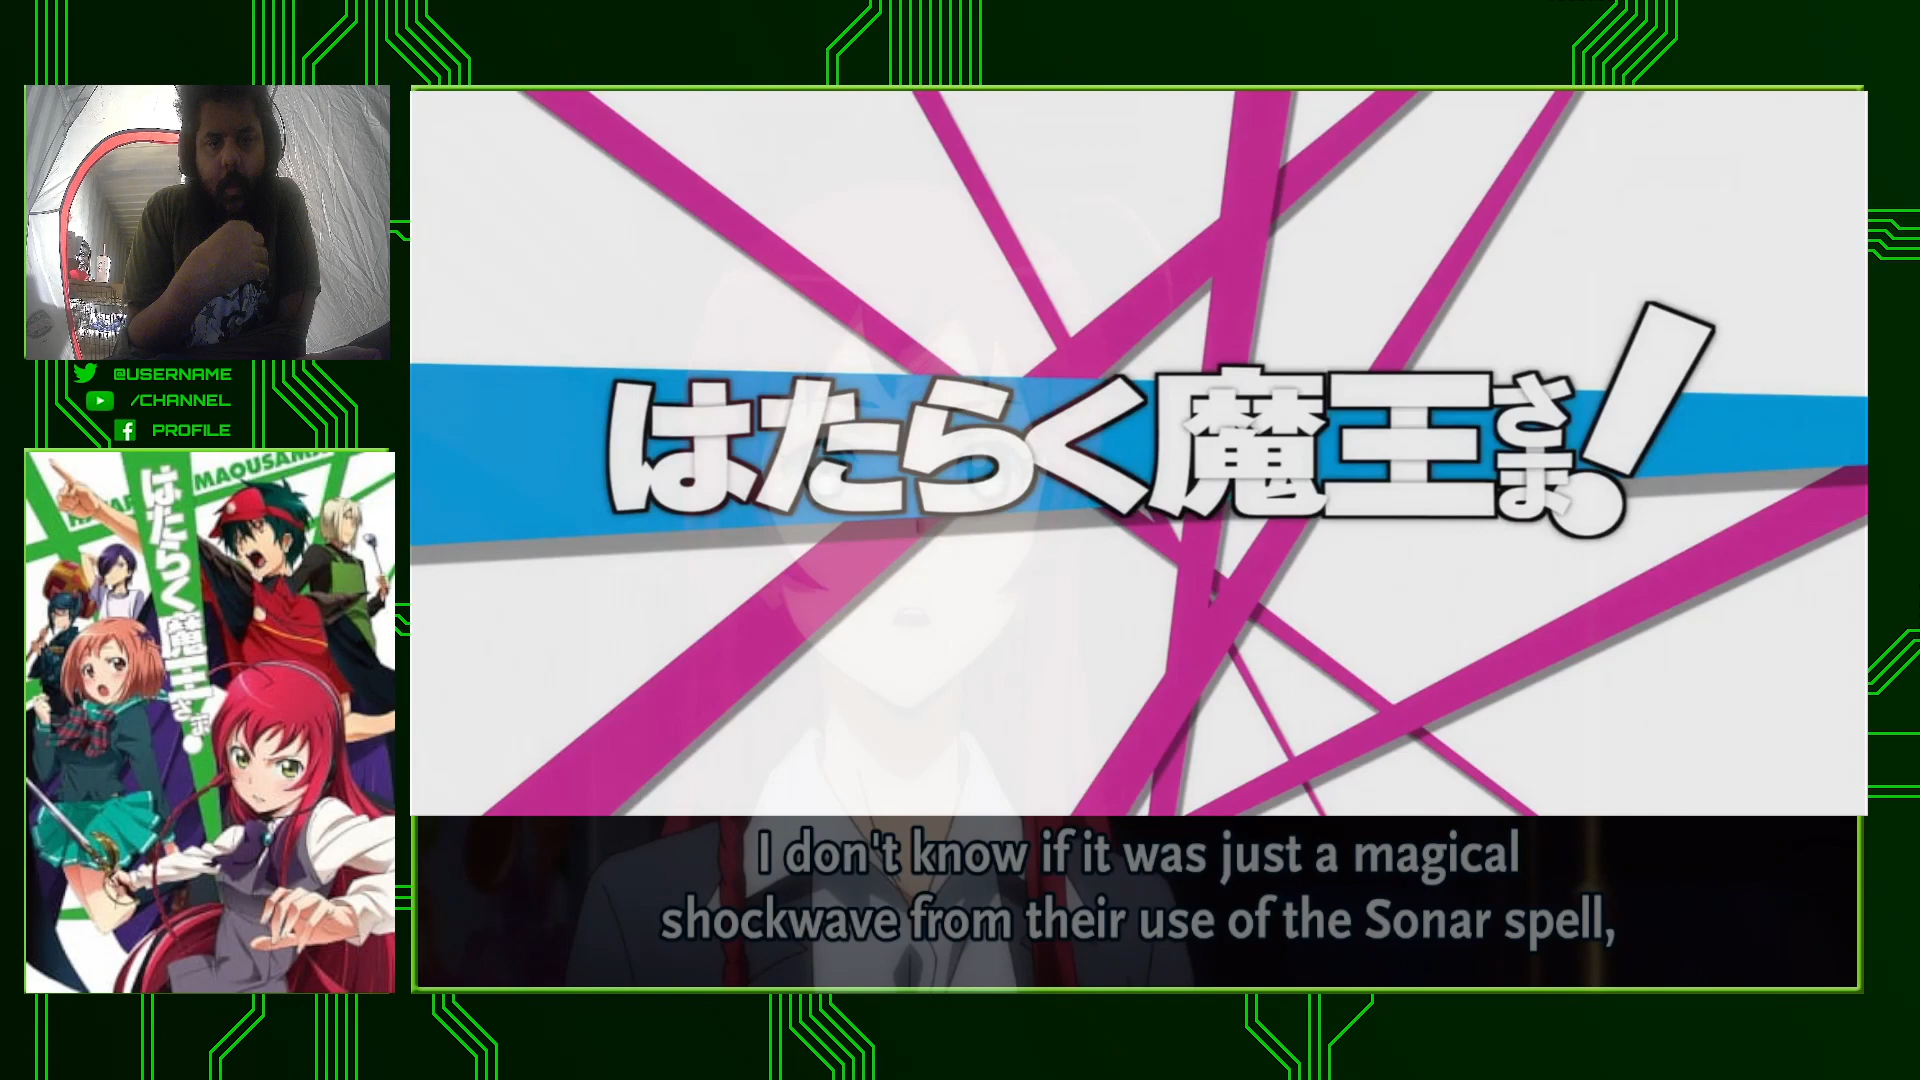 @USERNAME
/CHANNEL
PROFILE
MAOUSAMA
はたらく魔王さま!
はたらく魔王さま!
I don't know if it was just a magical
shockwave from their use of the Sonar spell,